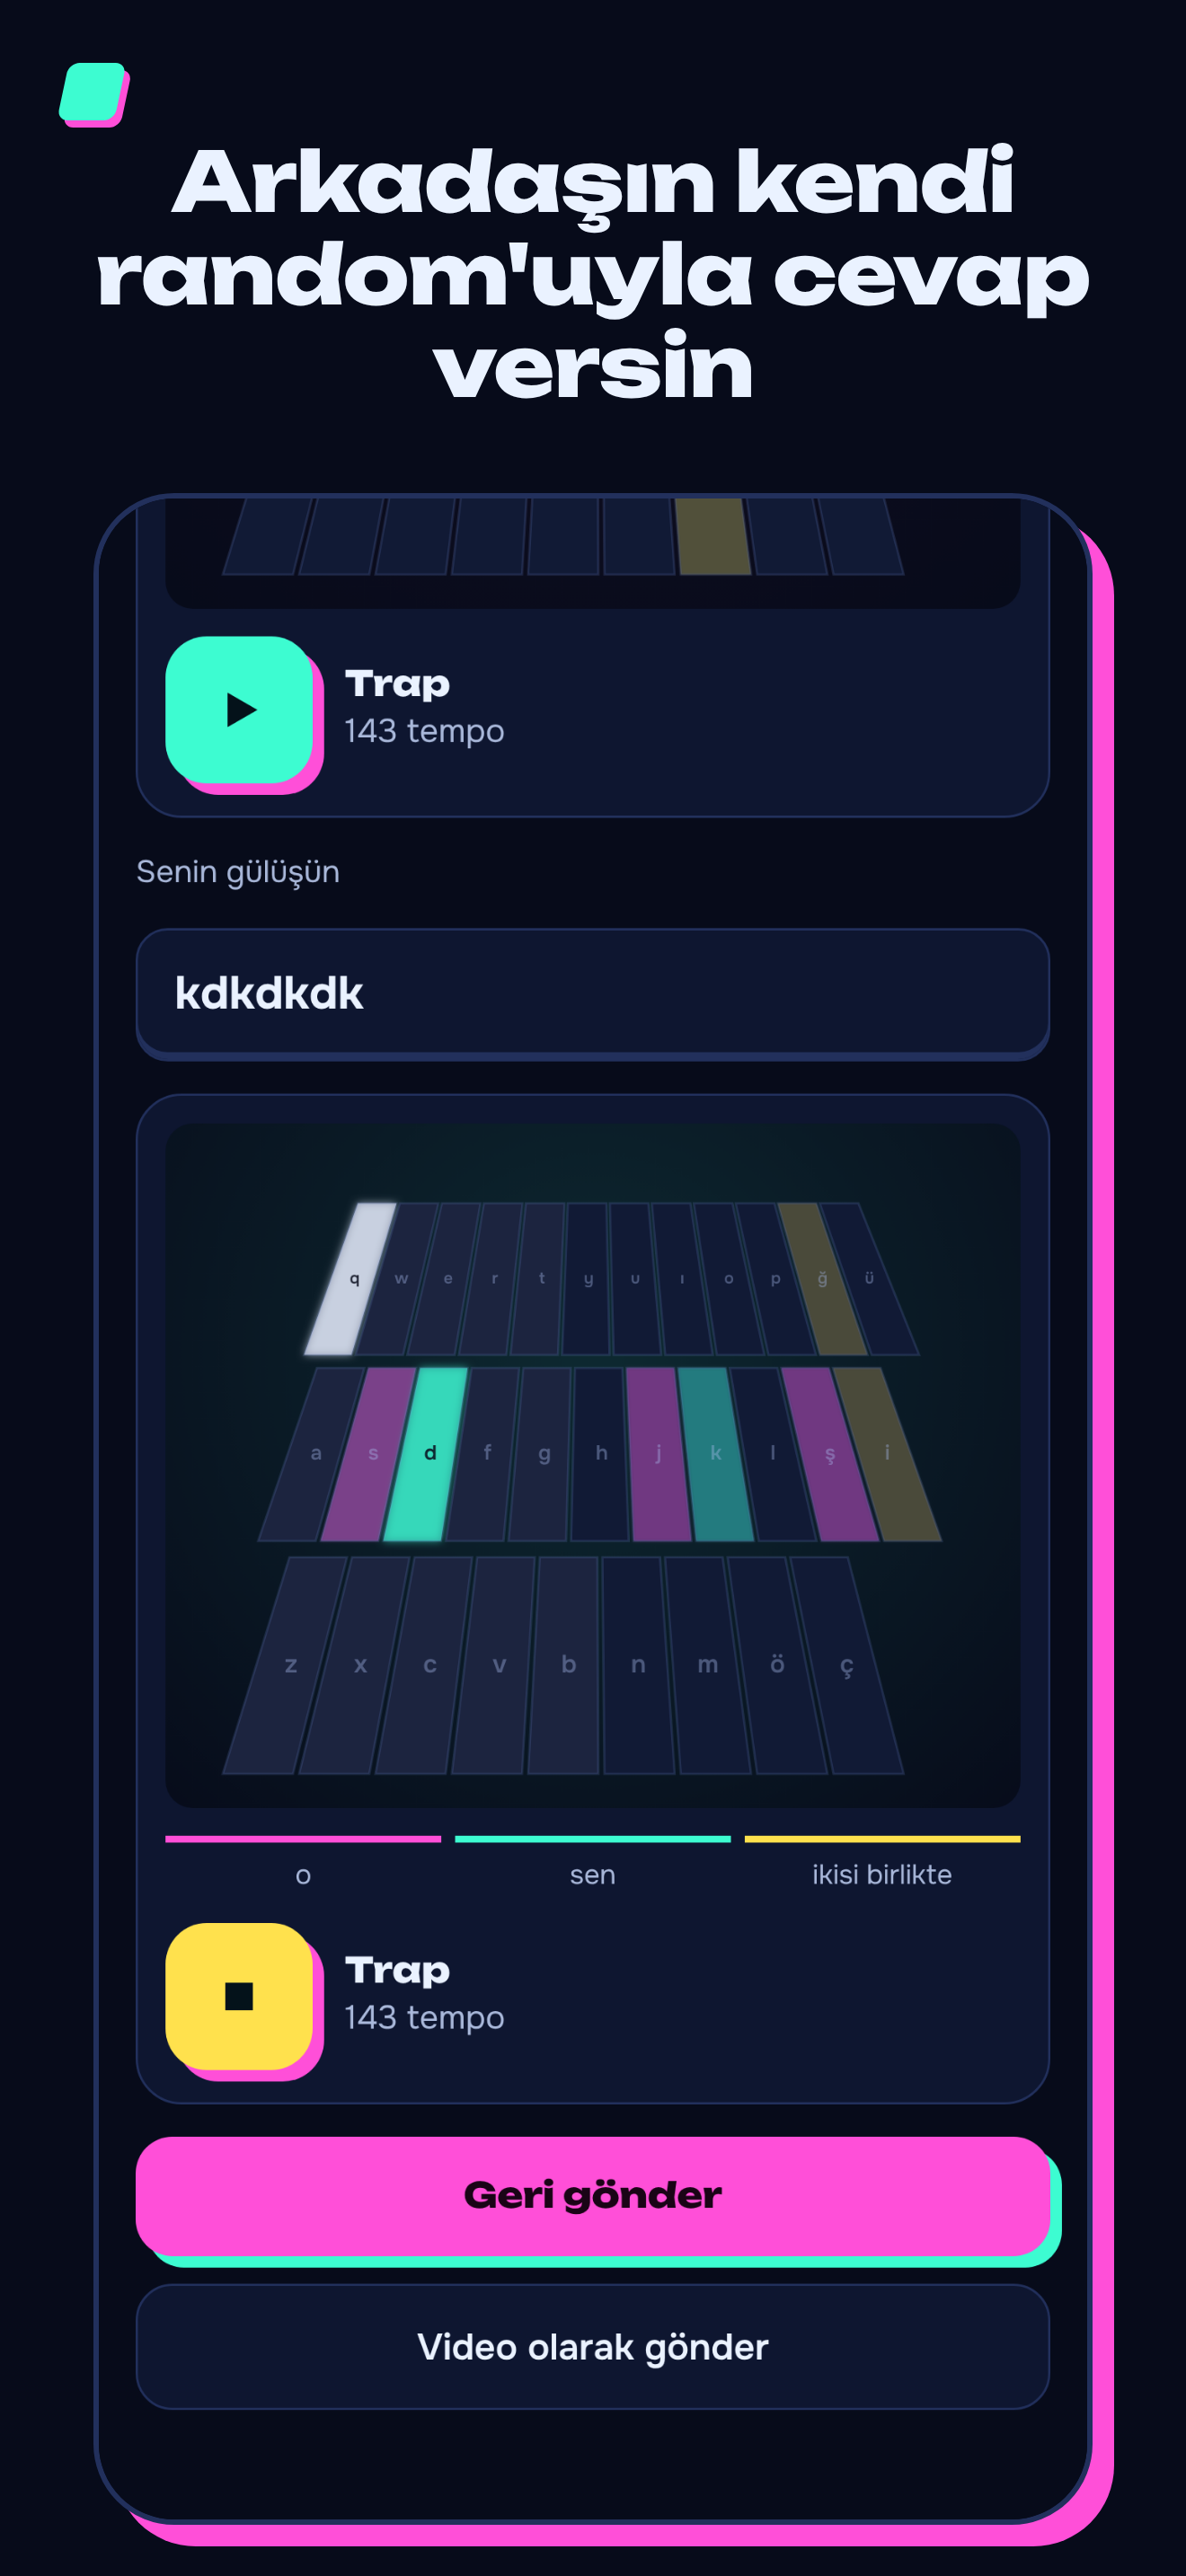 Arkadaşın kendi
random'uyla cevap
versin
Trap
143 tempo
Senin gülüşün
kdkdkdk
q w e r t y u ı o p ğ ü
a s d f g h j k l ş i
z x c v b n m ö ç
o sen ikisi birlikte
Trap
143 tempo
Geri gönder
Video olarak gönder